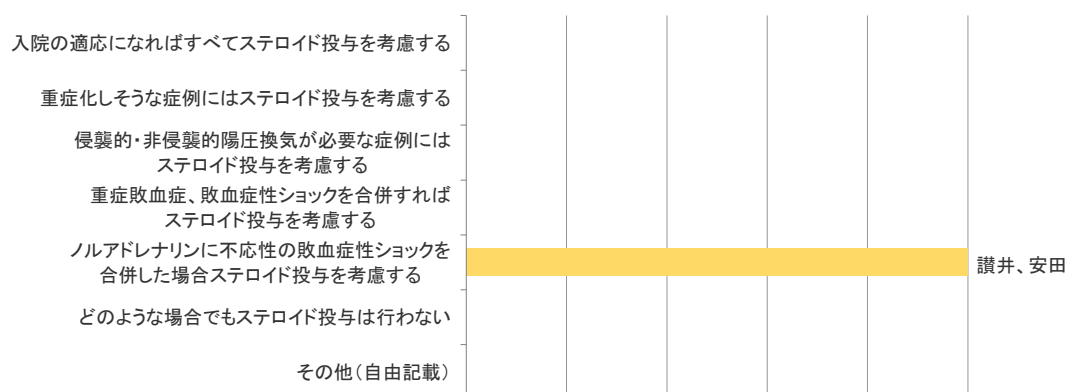 入院の適応になればすべてステロイド投与を考慮する
重症化しそうな症例にはステロイド投与を考慮する
侵襲的・非侵襲的陽圧換気が必要な症例には
ステロイド投与を考慮する
重症敗血症、敗血症性ショックを合併すれば
ステロイド投与を考慮する
ノルアドレナリンに不応性の敗血症性ショックを
合併した場合ステロイド投与を考慮する
讃井、安田
どのような場合でもステロイド投与は行わない
その他（自由記載）